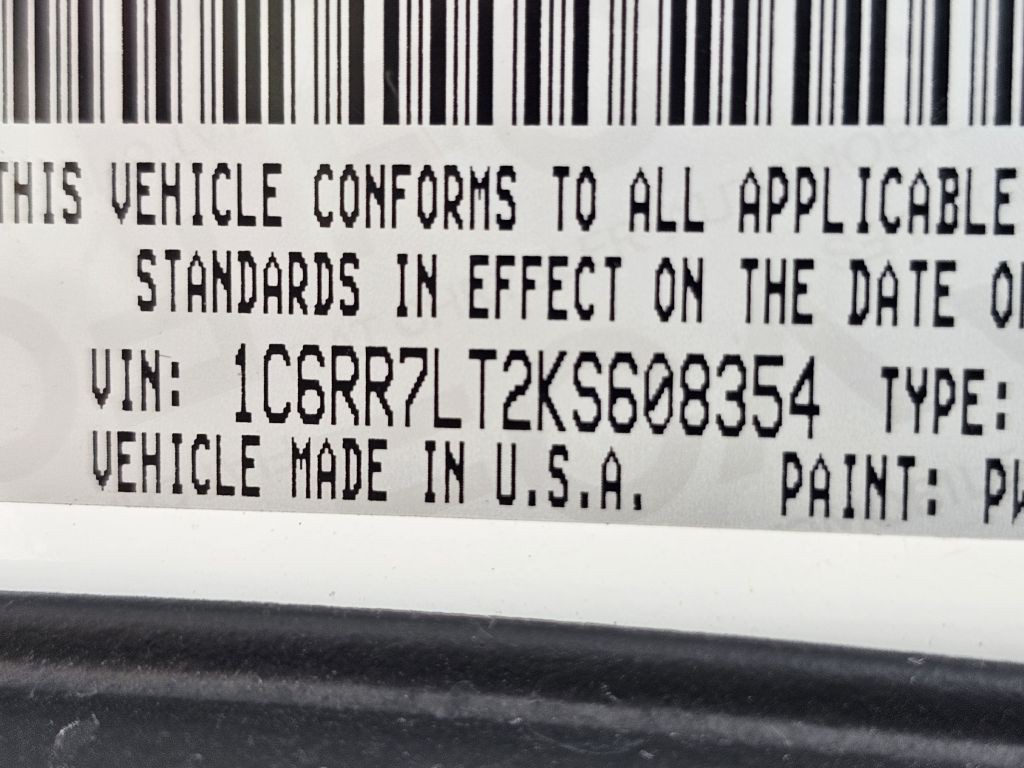 THIS VEHICLE CONFORMS TO ALL APPLICABLE
STANDARDS IN EFFECT ON THE DATE
VIN: 1C6RR7LT2KS608354 TYPE:
VEHICLE MADE IN U.S.A. PAINT: